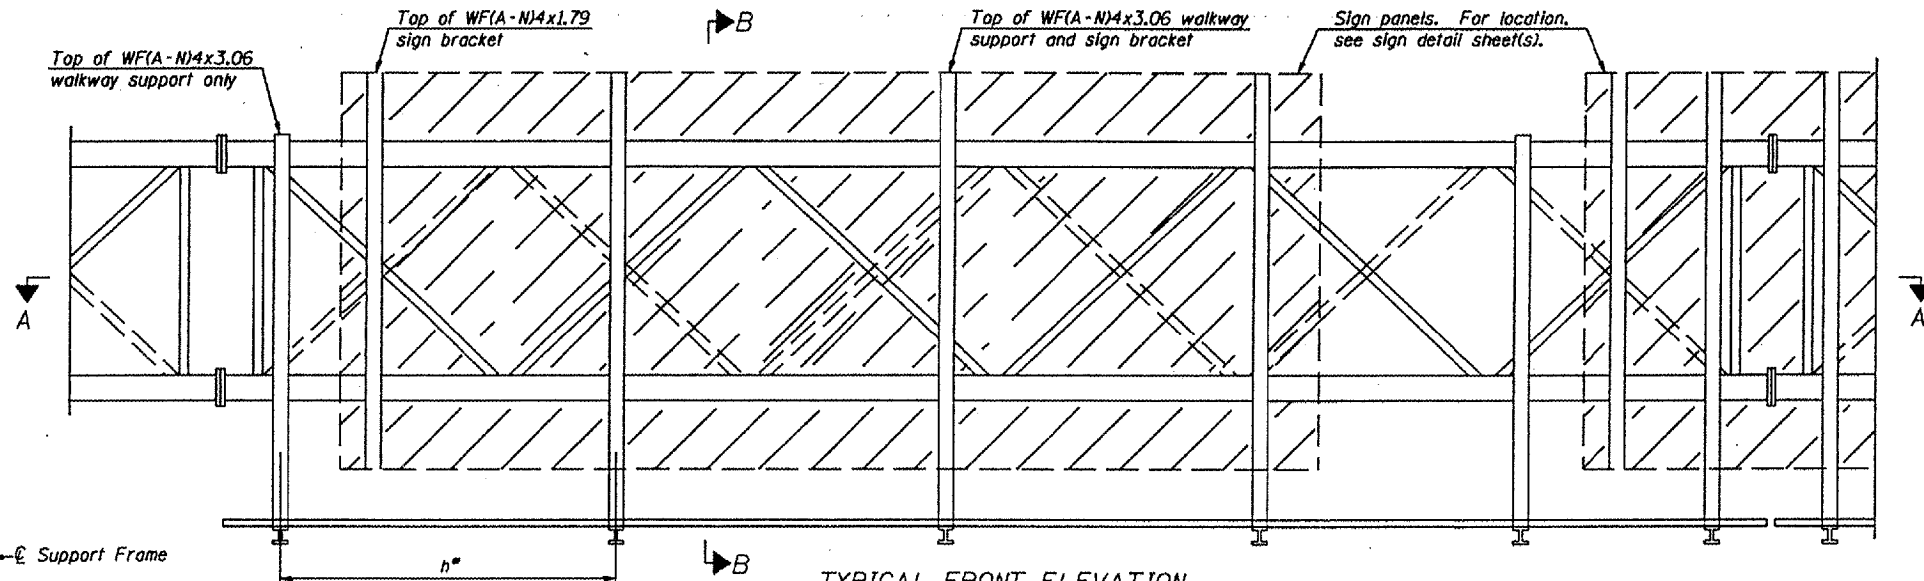 Top of WF(A-N)4x1.79
sign bracket
B
Top of WF(A-N)4x3.06 walkway
support and sign bracket
Sign panels. For location,
see sign detail sheet(s).
Top of WF(A-N)4x3.06
walkway support only
A
A
℄ Support Frame
h*
B
TYPICAL FRONT ELEVATION